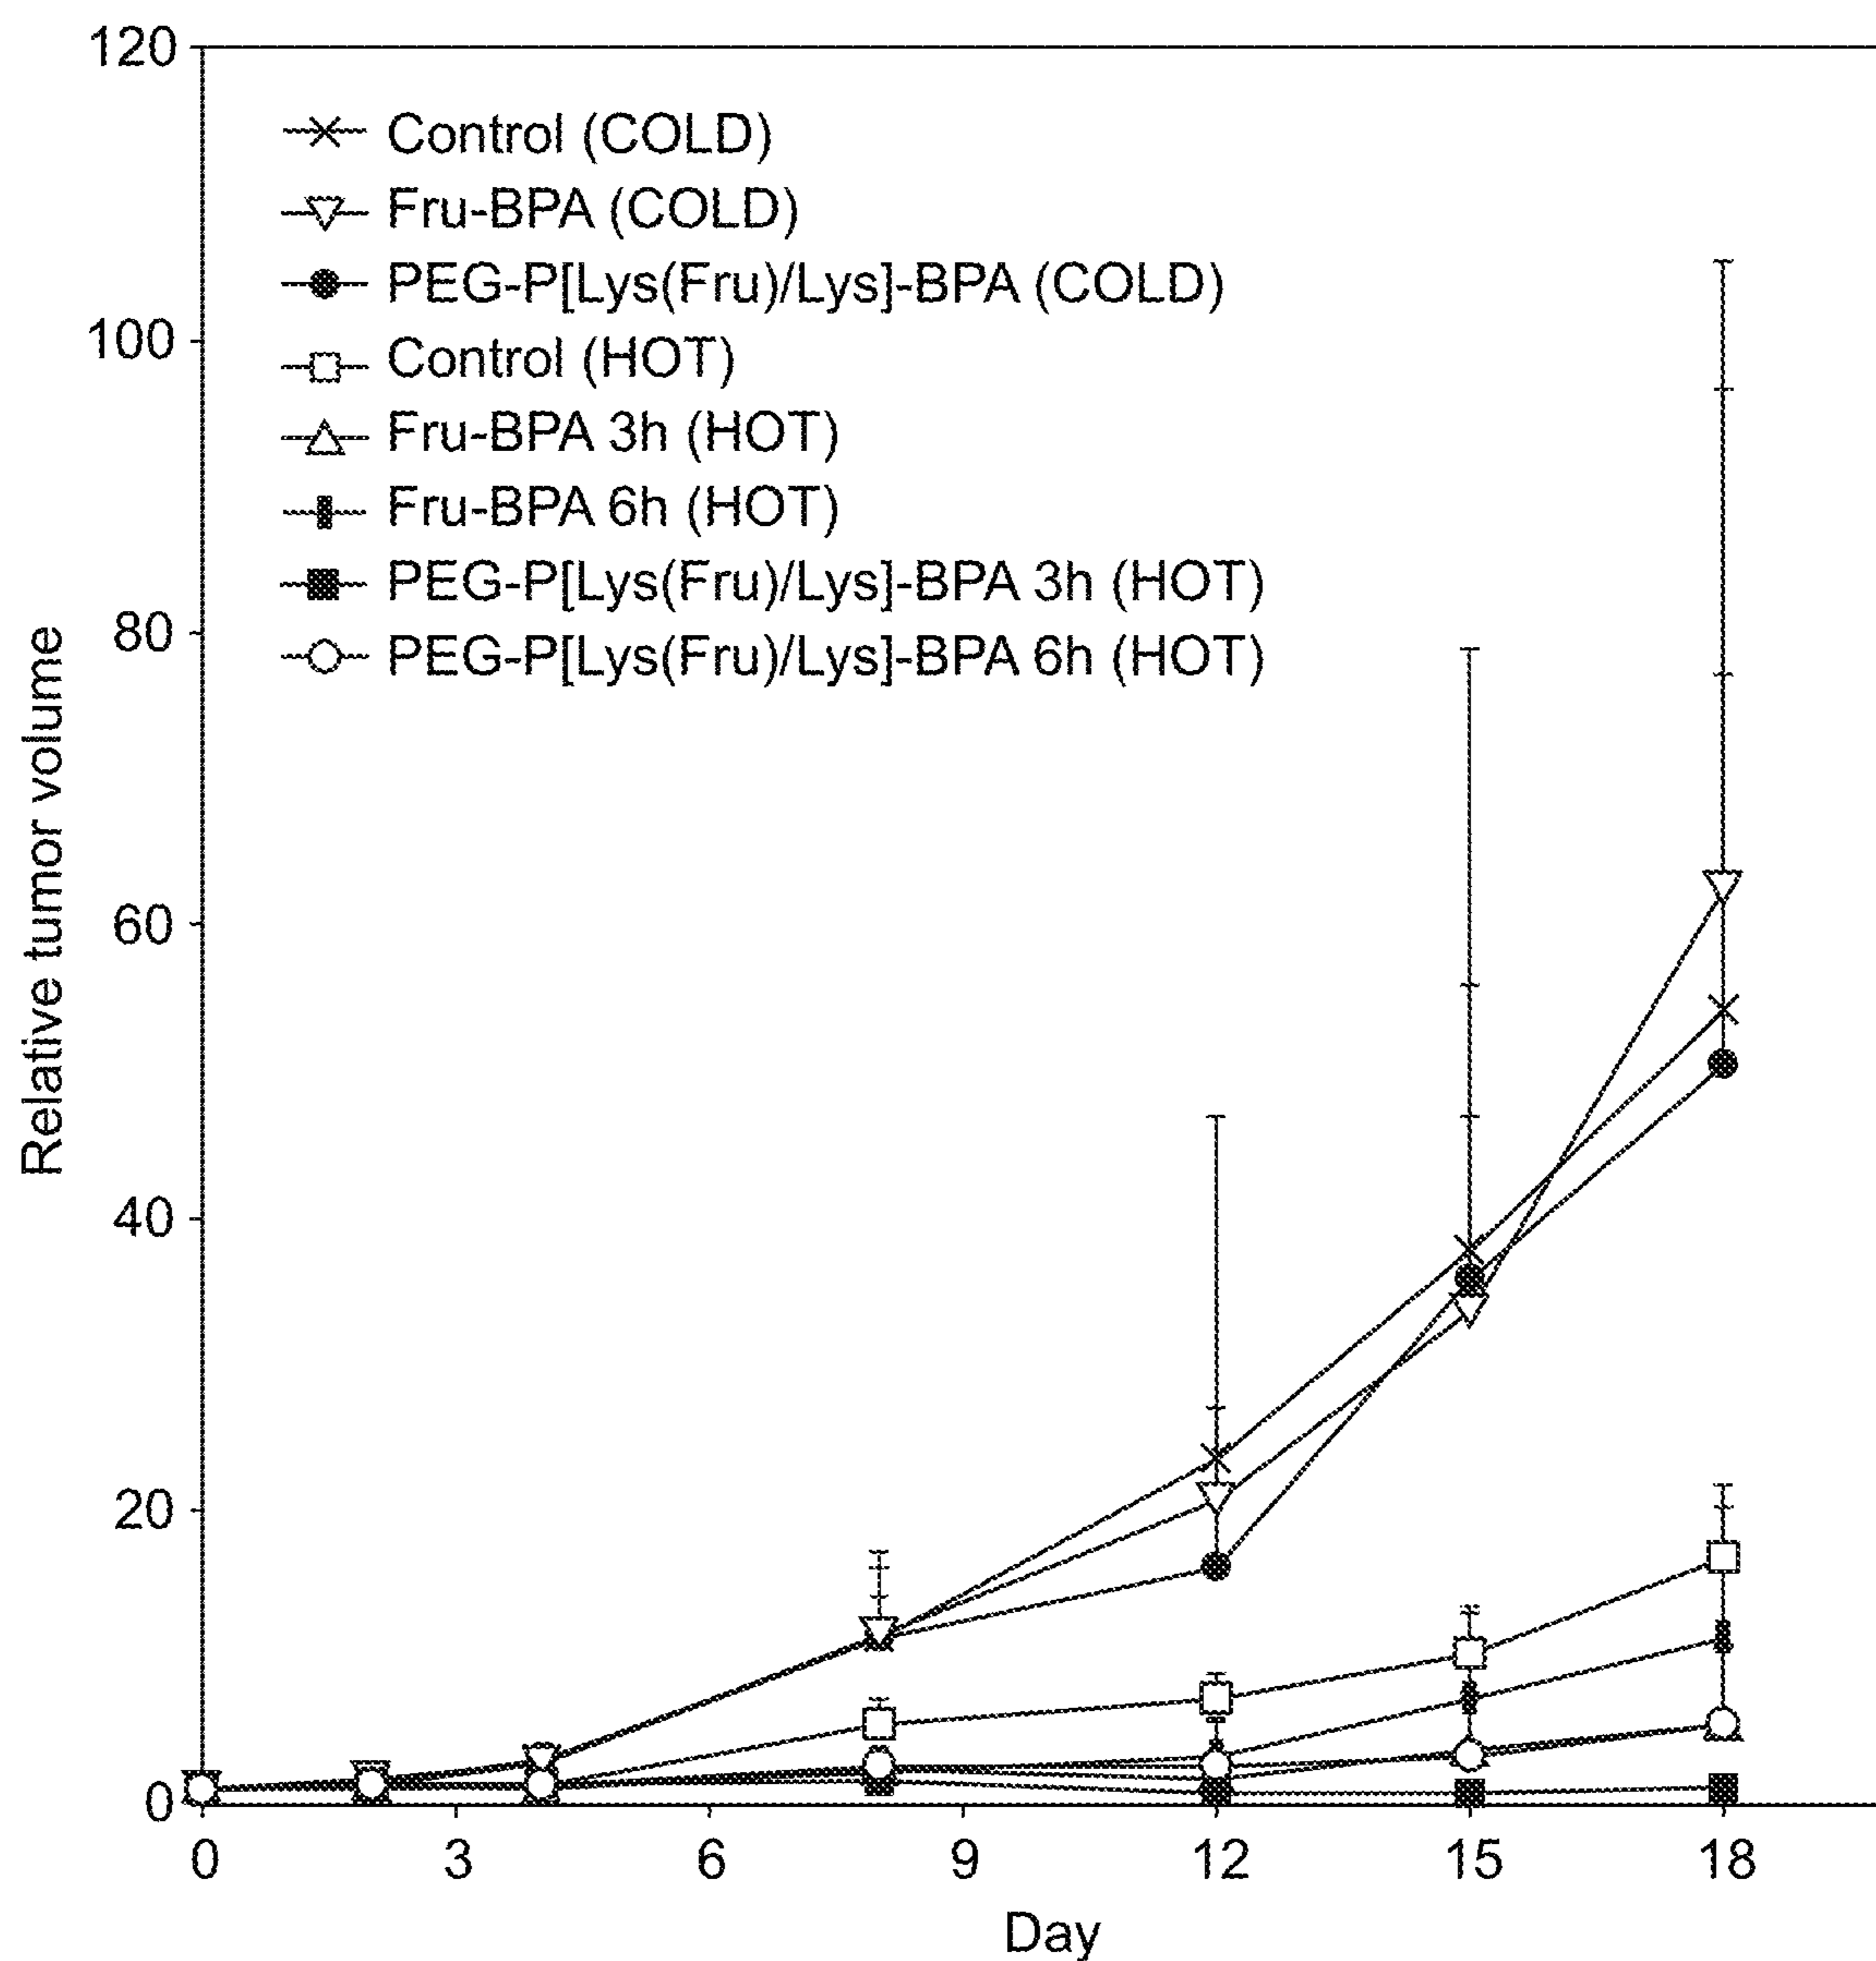 120
100
80
60
40
20
0
Relative tumor volume
Control (COLD)
Fru-BPA (COLD)
PEG-P[Lys(Fru)/Lys]-BPA (COLD)
Control (HOT)
Fru-BPA 3h (HOT)
Fru-BPA 6h (HOT)
PEG-P[Lys(Fru)/Lys]-BPA 3h (HOT)
PEG-P[Lys(Fru)/Lys]-BPA 6h (HOT)
0 3 6 9 12 15 18
Day